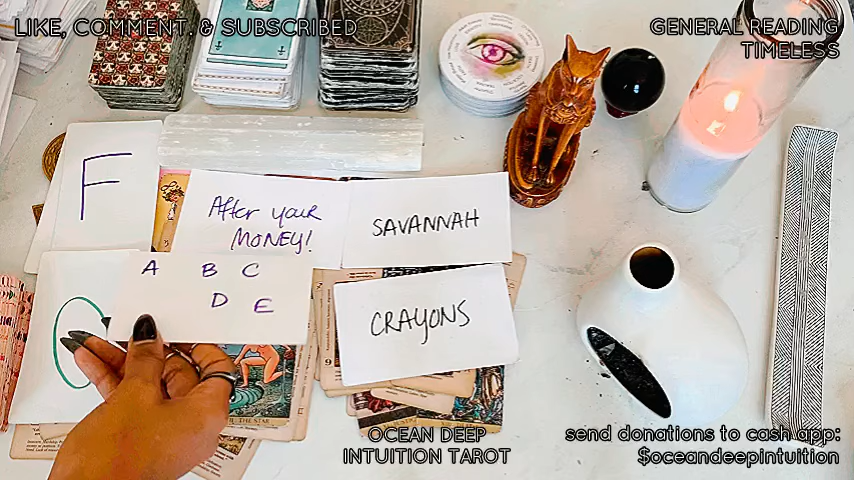 LIKE, COMMENT, & SUBSCRIBED
GENERAL READING
TIMELESS
F
After your
MONEY!
SAVANNAH
A B C
D E
CRAYONS
THE STAR
OCEAN DEEP
INTUITION TAROT
send donations to cash app:
$oceandeepintuition